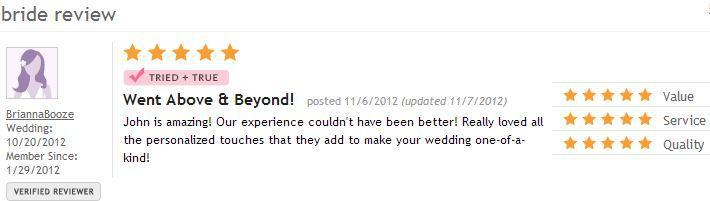 bride review
TRIED + TRUE
Went Above & Beyond! posted 11/6/2012 (updated 11/7/2012)
John is amazing! Our experience couldn't have been better! Really loved all
the personalized touches that they add to make your wedding one-of-a-
kind!
BriannaBooze
Wedding:
10/20/2012
Member Since:
1/29/2012
VERIFIED REVIEWER
Value
Service
Quality